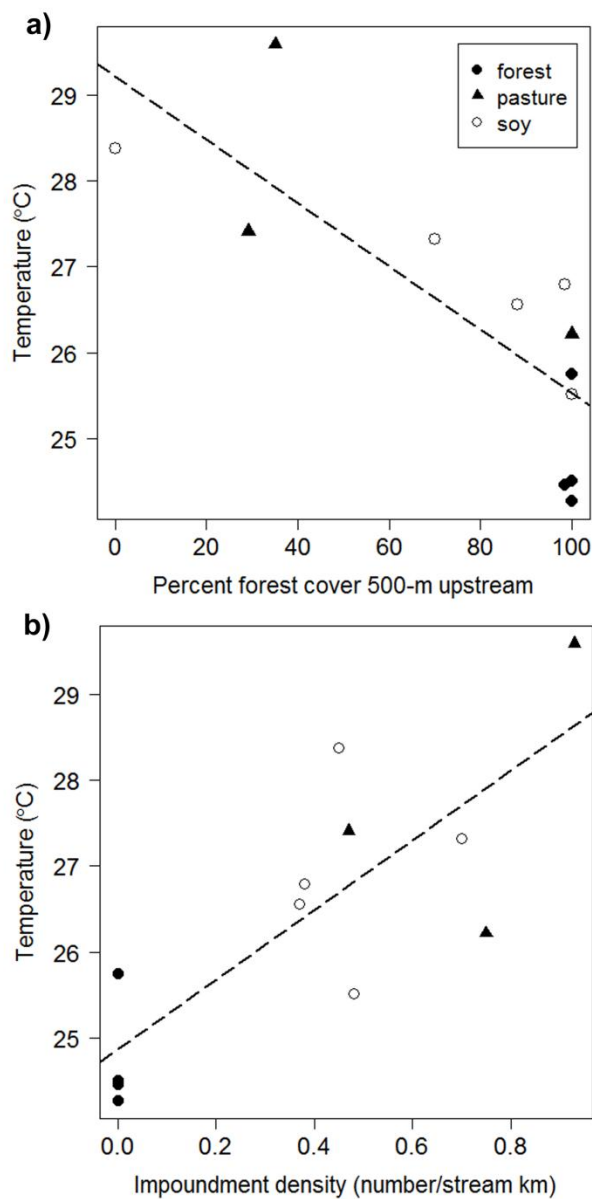 a)
29
28
27
26
25
Temperature (°C)
forest
pasture
soy
0 20 40 60 80 100
Percent forest cover 500-m upstream
b)
29
28
27
26
25
Temperature (°C)
0.0 0.2 0.4 0.6 0.8
Impoundment density (number/stream km)